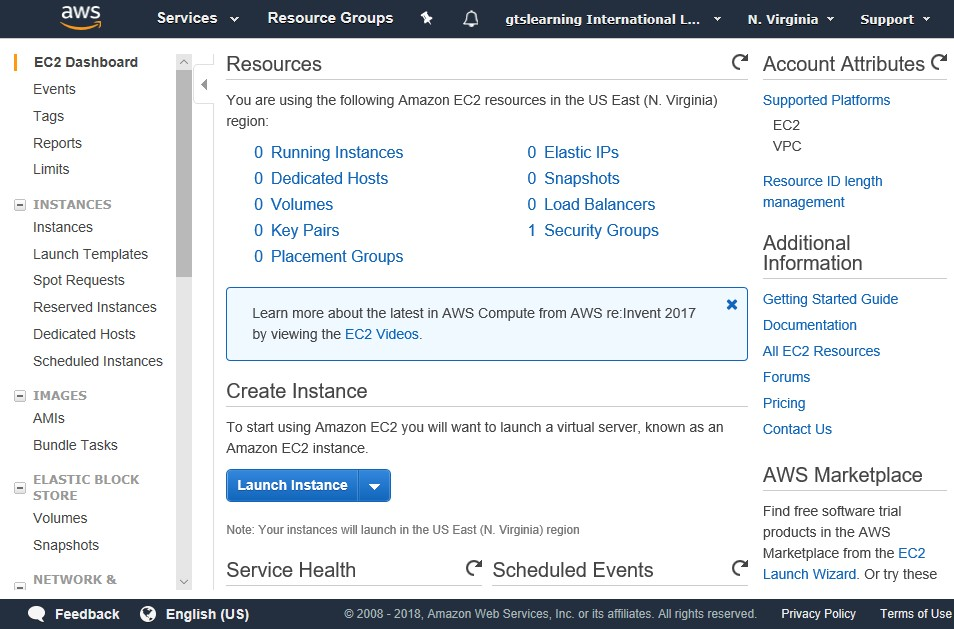 aws
Services
Resource Groups
gtslearning International L...
N. Virginia
Support
EC2 Dashboard
Events
Tags
Reports
Limits
INSTANCES
Instances
Launch Templates
Spot Requests
Reserved Instances
Dedicated Hosts
Scheduled Instances
IMAGES
AMIs
Bundle Tasks
ELASTIC BLOCK
STORE
Volumes
Snapshots
NETWORK &
Resources
You are using the following Amazon EC2 resources in the US East (N. Virginia)
region:
0 Running Instances
0 Elastic IPs
0 Dedicated Hosts
0 Snapshots
0 Volumes
0 Load Balancers
0 Key Pairs
1 Security Groups
0 Placement Groups
Learn more about the latest in AWS Compute from AWS re:Invent 2017
by viewing the EC2 Videos.
Create Instance
To start using Amazon EC2 you will want to launch a virtual server, known as an
Amazon EC2 instance.
Launch Instance
Note: Your instances will launch in the US East (N. Virginia) region
Service Health
Scheduled Events
Account Attributes
Supported Platforms
EC2
VPC
Resource ID length
management
Additional
Information
Getting Started Guide
Documentation
All EC2 Resources
Forums
Pricing
Contact Us
AWS Marketplace
Find free software trial
products in the AWS
Marketplace from the EC2
Launch Wizard. Or try these
Feedback
English (US)
© 2008 - 2018, Amazon Web Services, Inc. or its affiliates. All rights reserved.
Privacy Policy
Terms of Use